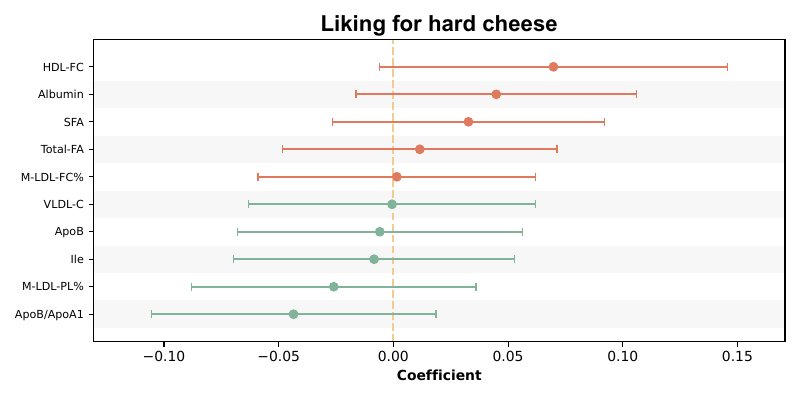 Liking for hard cheese
HDL-FC
Albumin
SFA
Total-FA
M-LDL-FC%
VLDL-C
ApoB
Ile
M-LDL-PL%
ApoB/ApoA1
−0.10 −0.05 0.00 0.05 0.10 0.15
Coefficient